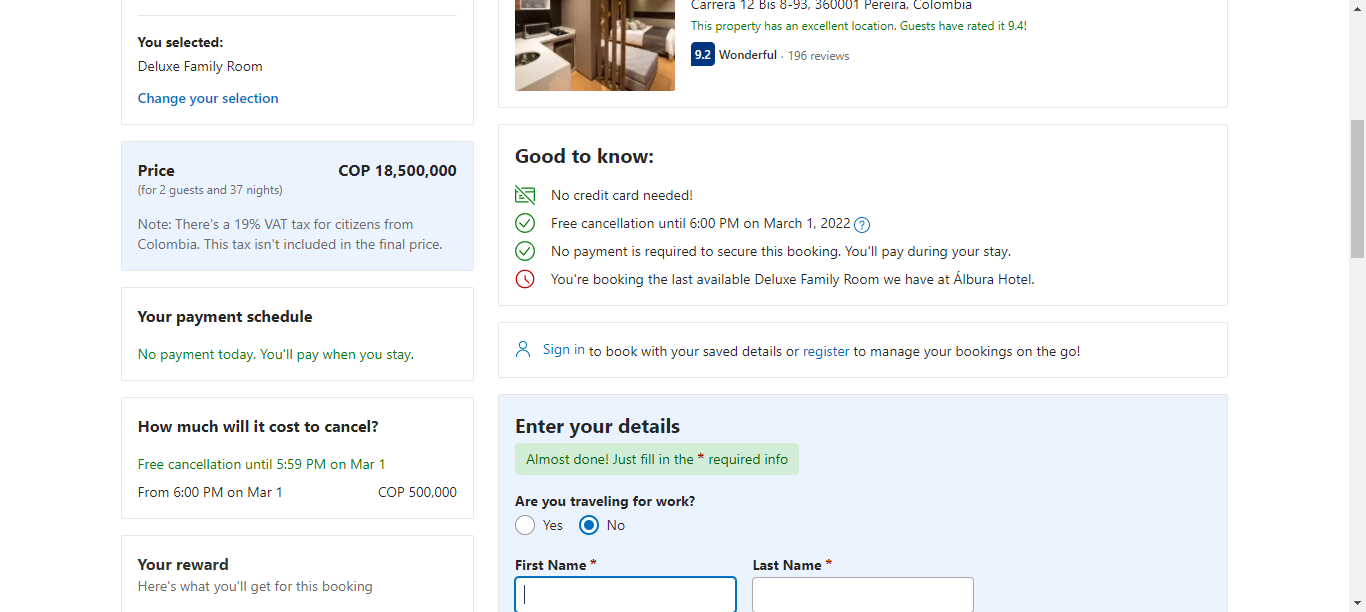 You selected:
Deluxe Family Room
Change your selection
Price COP 18,500,000
(for 2 guests and 37 nights)
Note: There's a 19% VAT tax for citizens from
Colombia. This tax isn't included in the final price.
Your payment schedule
No payment today. You'll pay when you stay.
How much will it cost to cancel?
Free cancellation until 5:59 PM on Mar 1
From 6:00 PM on Mar 1 COP 500,000
Your reward
Here's what you'll get for this booking
Carrera 12 Bis 8-93, 360001 Pereira, Colombia
This property has an excellent location. Guests have rated it 9.4!
9.2 Wonderful · 196 reviews
Good to know:
No credit card needed!
Free cancellation until 6:00 PM on March 1, 2022 ?
No payment is required to secure this booking. You'll pay during your stay.
You're booking the last available Deluxe Family Room we have at Álbura Hotel.
Sign in to book with your saved details or register to manage your bookings on the go!
Enter your details
Almost done! Just fill in the * required info
Are you traveling for work?
Yes No
First Name * Last Name *